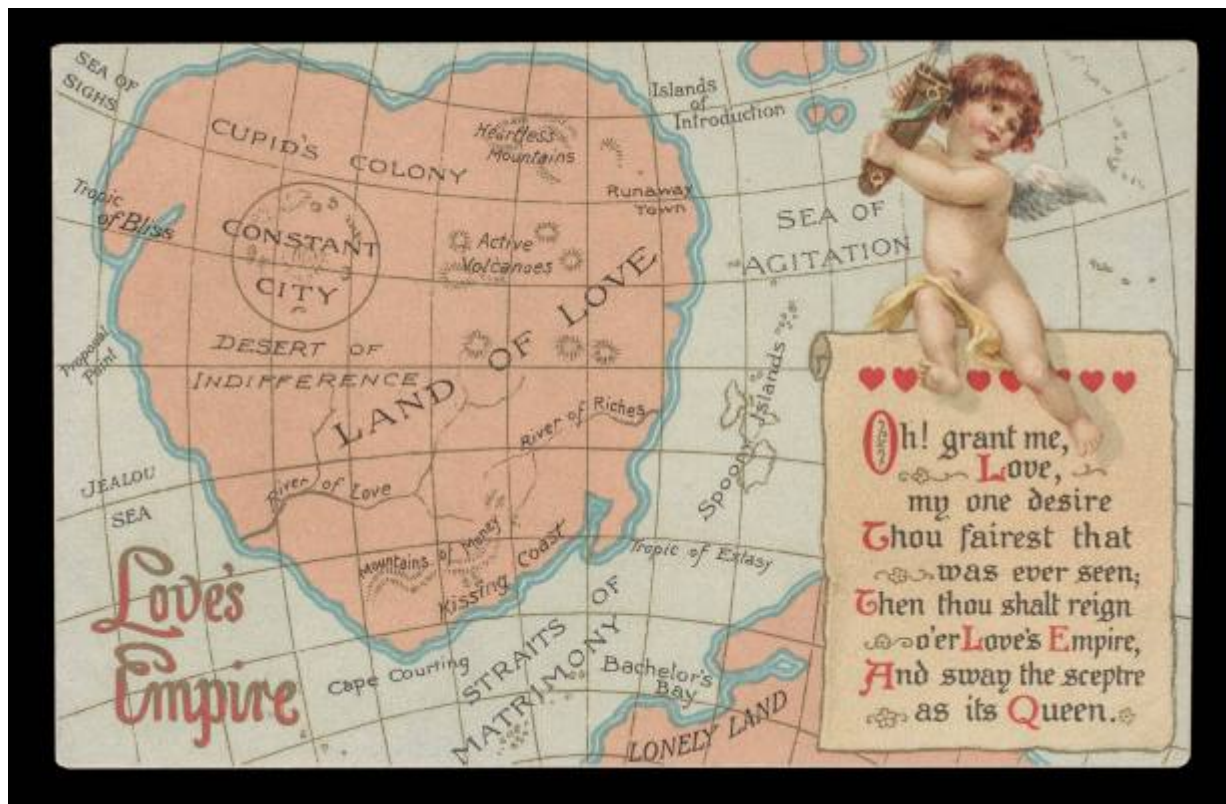 SEA OF
SIGHS
CUPID'S COLONY
Heartless
Mountains
Islands
of
Introduction
Tropic
of Bliss
Runaway
Town
CONSTANT
CITY
Active
Volcanoes
SEA OF
AGITATION
Proposal
Point
DESERT OF
INDIFFERENCE
LAND OF LOVE
River of Riches
Spoony Islands
JEALOU
SEA
River of Love
Mountains of Money
Kissing Coast
Tropic of Extasy
Cape Courting
STRAITS OF
MATRIMONY
Bachelor's
Bay
LONELY LAND
Love's
Empire
Oh! grant me,
Love,
my one desire
Thou fairest that
was ever seen;
Then thou shalt reign
o'er Love's Empire,
And sway the sceptre
as its Queen.